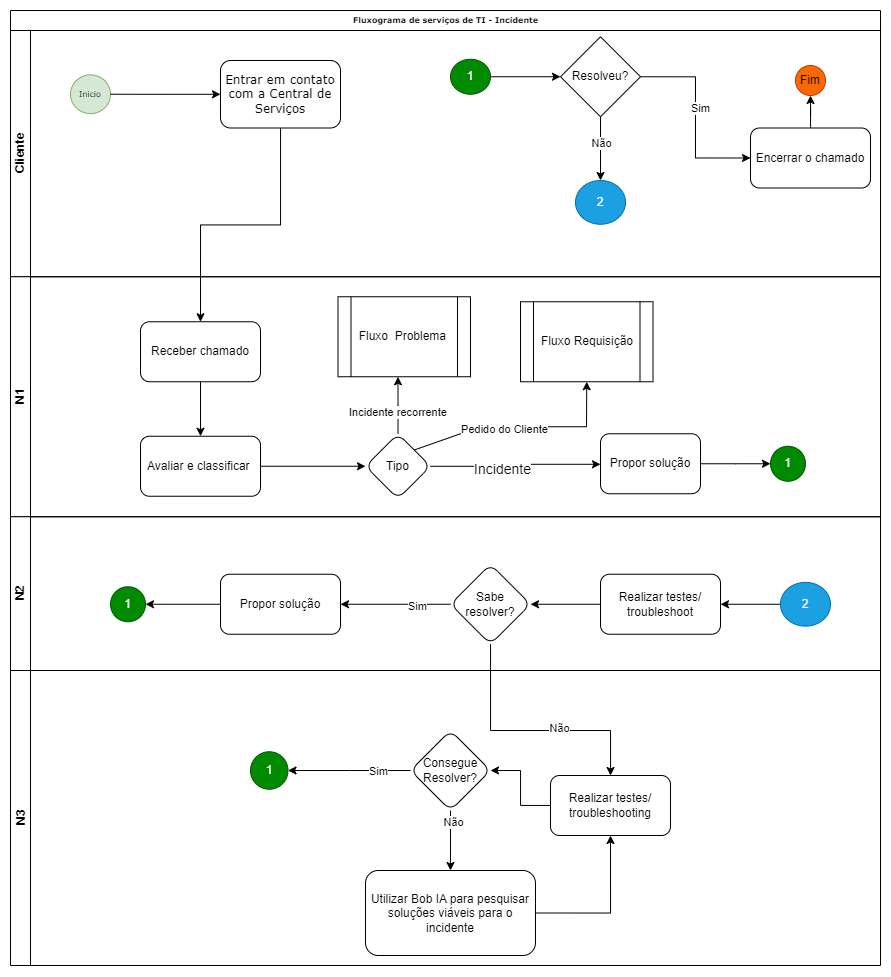 Fluxograma de serviços de TI - Incidente
Cliente
Inicio
Entrar em contato
com a Central de
Serviços
1
Resolveu?
Sim
Não
2
Encerrar o chamado
Fim
N1
Receber chamado
Avaliar e classificar
Tipo
Incidente recorrente
Fluxo Problema
Pedido do Cliente
Fluxo Requisição
Incidente
Propor solução
1
N2
2
Realizar testes/
troubleshoot
Sabe
resolver?
Sim
Propor solução
1
Não
N3
Realizar testes/
troubleshooting
Consegue
Resolver?
Sim
1
Não
Utilizar Bob IA para pesquisar
soluções viáveis para o
incidente